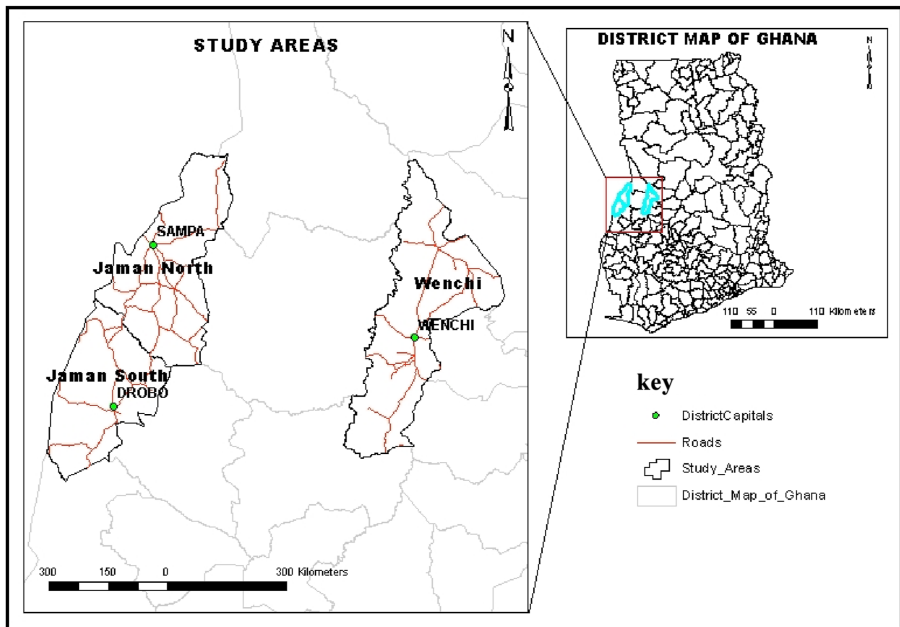 STUDY AREAS
N
SAMPA
Jaman North
Wenchi
WENCHI
Jaman South
DROBO
300 150 0 300 Kilometers
DISTRICT MAP OF GHANA
N
110 55 0 110 Kilometers
key
DistrictCapitals
Roads
Study_Areas
District_Map_of_Ghana